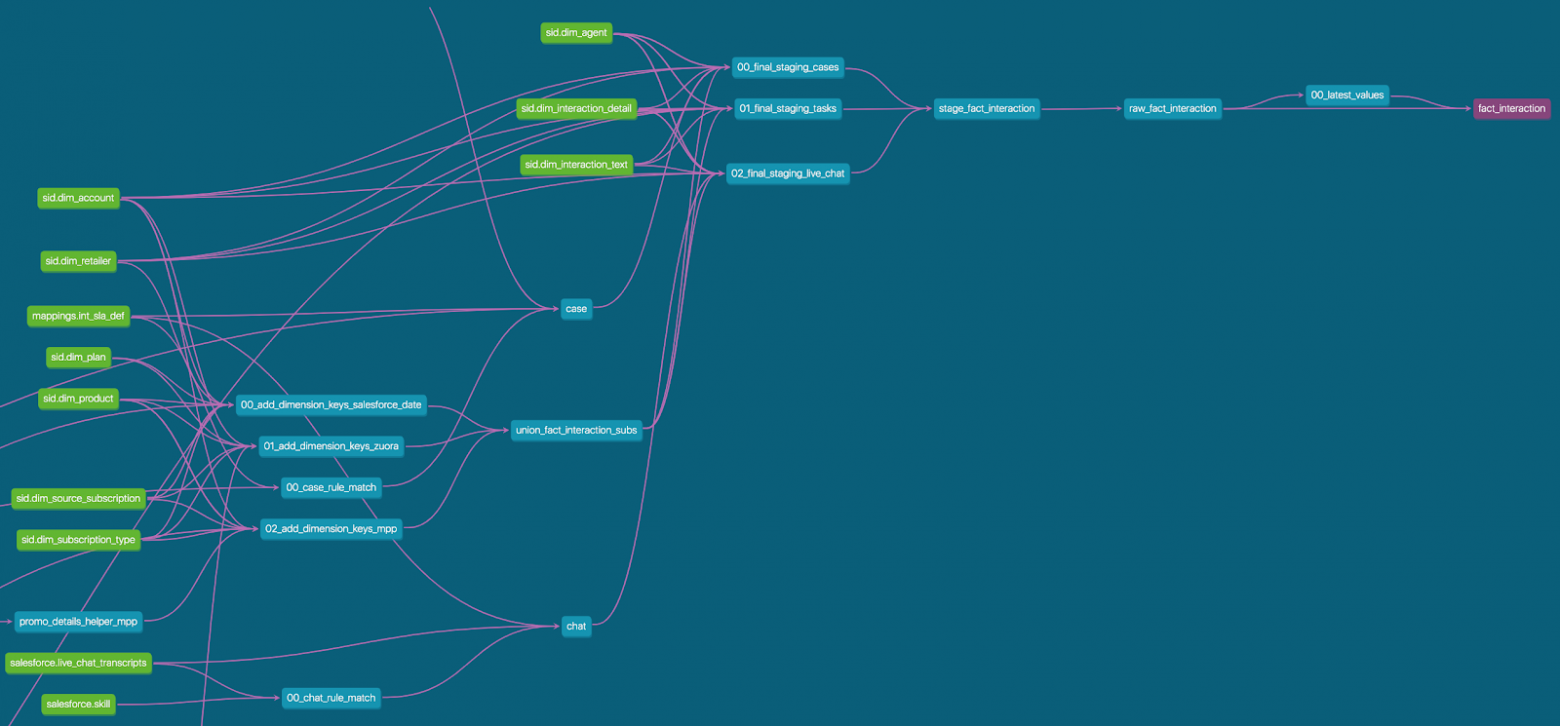 sid.dim_agent
00_final_staging_cases
00_latest_values
sid.dim_interaction_detail
01_final_staging_tasks
stage_fact_interaction
raw_fact_interaction
fact_interaction
sid.dim_interaction_text
02_final_staging_live_chat
sid.dim_account
sid.dim_retailer
mappings.int_sla_def
case
sid.dim_plan
sid.dim_product
00_add_dimension_keys_salesforce_date
union_fact_interaction_subs
01_add_dimension_keys_zuora
00_case_rule_match
sid.dim_source_subscription
02_add_dimension_keys_mpp
sid.dim_subscription_type
promo_details_helper_mpp
chat
salesforce.live_chat_transcripts
00_chat_rule_match
salesforce.skill